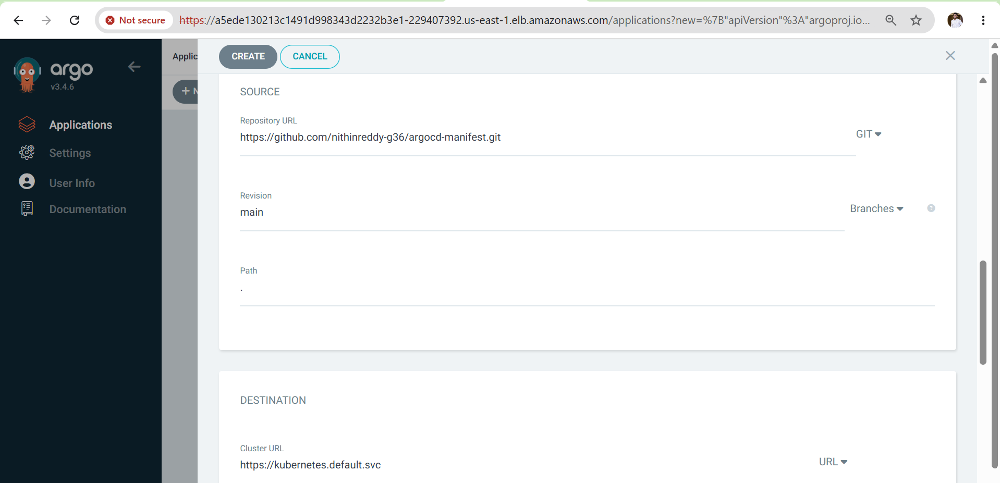 Not secure
https://a5ede130213c1491d998343d2232b3e1-229407392.us-east-1.elb.amazonaws.com/applications?new=%7B"apiVersion"%3A"argoproj.io...
argo
v3.4.6
Applications
Settings
User Info
Documentation
Applic
+ N
CREATE
CANCEL
SOURCE
Repository URL
https://github.com/nithinreddy-g36/argocd-manifest.git
GIT
Revision
main
Branches
?
Path
.
DESTINATION
Cluster URL
https://kubernetes.default.svc
URL